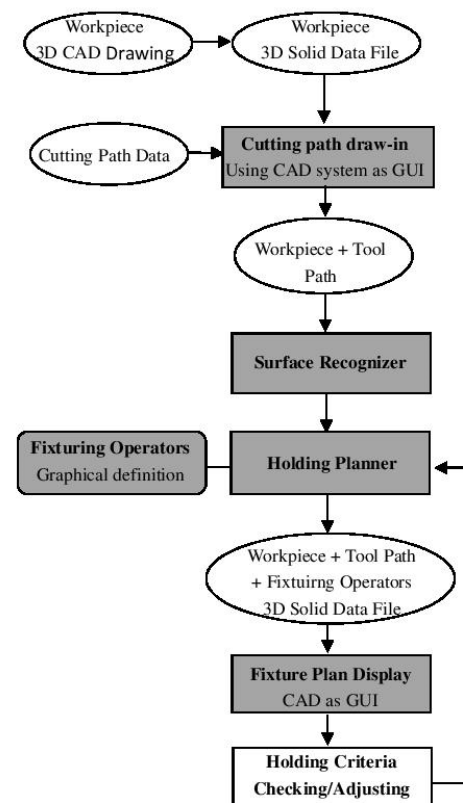 Workpiece
3D CAD Drawing
Workpiece
3D Solid Data File
Cutting Path Data
Cutting path draw-in
Using CAD system as GUI
Workpiece + Tool
Path
Surface Recognizer
Fixturing Operators
Graphical definition
Holding Planner
Workpiece + Tool Path
+ Fixtuirng Operators
3D Solid Data File
Fixture Plan Display
CAD as GUI
Holding Criteria
Checking/Adjusting